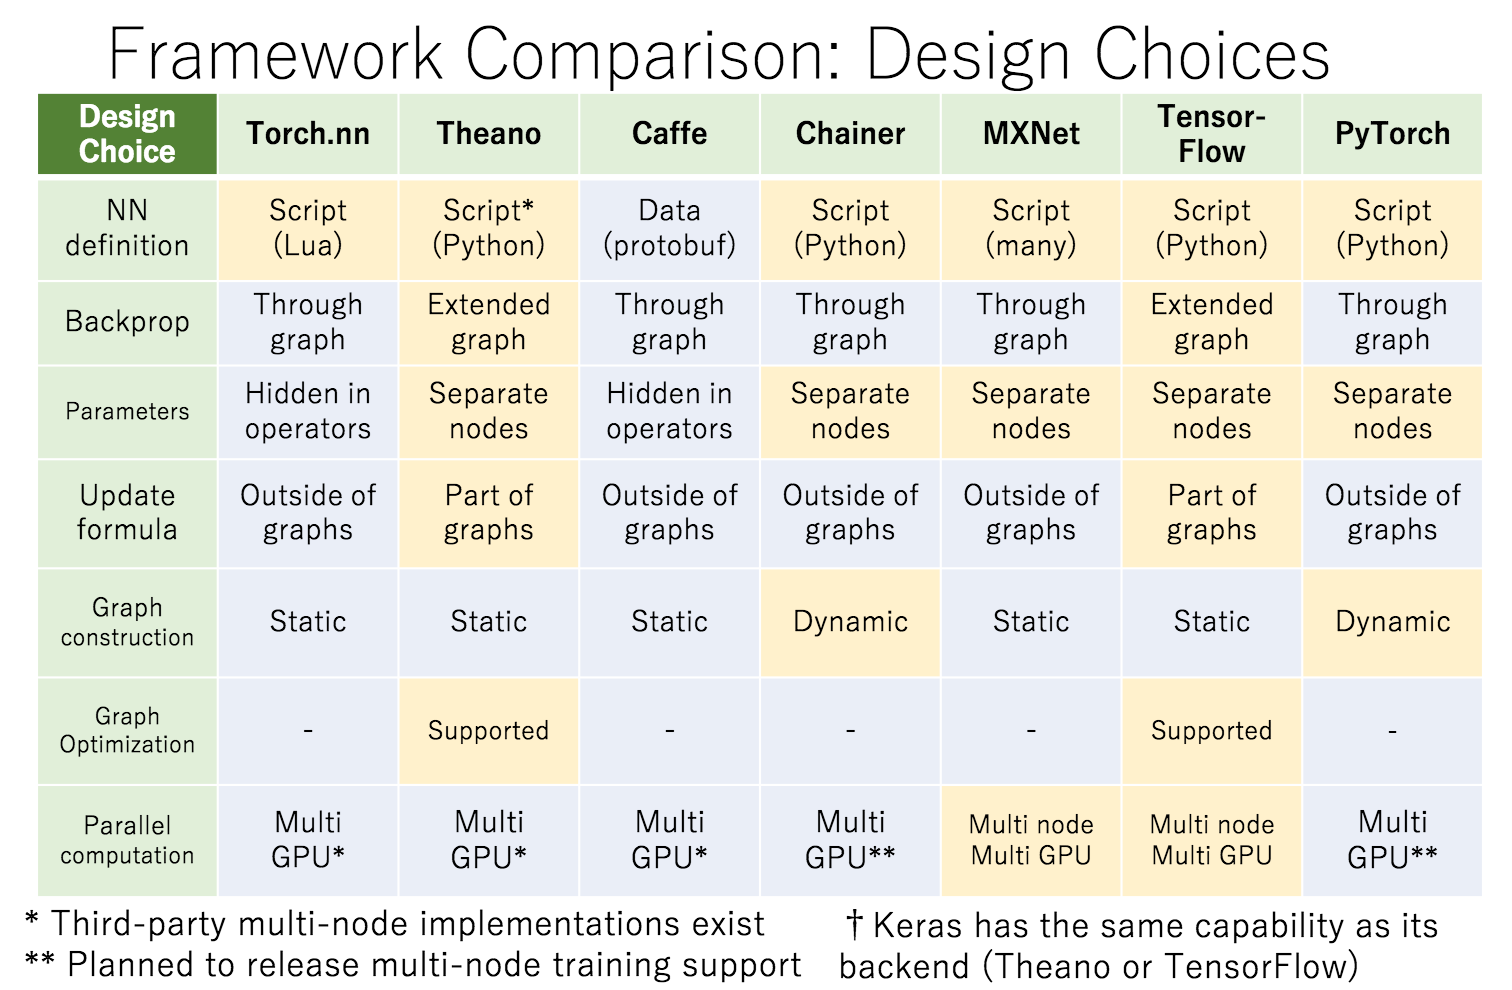 Framework Comparison: Design Choices
Design
Choice
Torch.nn
Theano
Caffe
Chainer
MXNet
Tensor-
Flow
PyTorch
NN
definition
Script
(Lua)
Script*
(Python)
Data
(protobuf)
Script
(Python)
Script
(many)
Script
(Python)
Script
(Python)
Backprop
Through
graph
Extended
graph
Through
graph
Through
graph
Through
graph
Extended
graph
Through
graph
Parameters
Hidden in
operators
Separate
nodes
Hidden in
operators
Separate
nodes
Separate
nodes
Separate
nodes
Separate
nodes
Update
formula
Outside of
graphs
Part of
graphs
Outside of
graphs
Outside of
graphs
Outside of
graphs
Part of
graphs
Outside of
graphs
Graph
construction
Static
Static
Static
Dynamic
Static
Static
Dynamic
Graph
Optimization
-
Supported
-
-
-
Supported
-
Parallel
computation
Multi
GPU*
Multi
GPU*
Multi
GPU*
Multi
GPU**
Multi node
Multi GPU
Multi node
Multi GPU
Multi
GPU**
* Third-party multi-node implementations exist
** Planned to release multi-node training support
† Keras has the same capability as its
backend (Theano or TensorFlow)